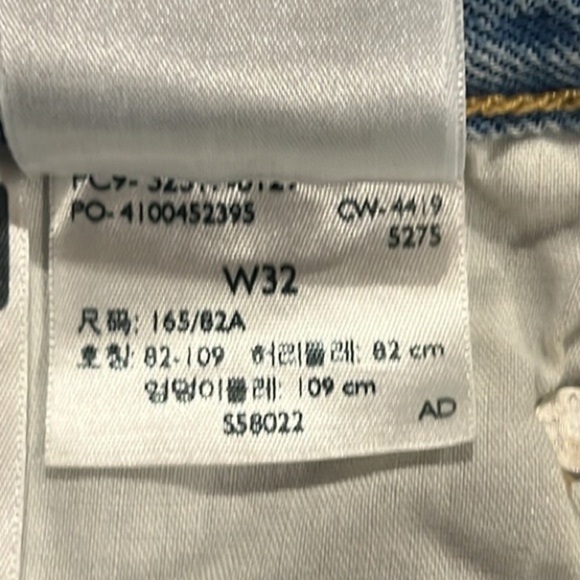 PO-4100452395 CW-4419
5275
W32
尺码: 165/82A
호칭: 82-109 허리둘레: 82 cm
엉덩이둘레: 109 cm
S58022
AD